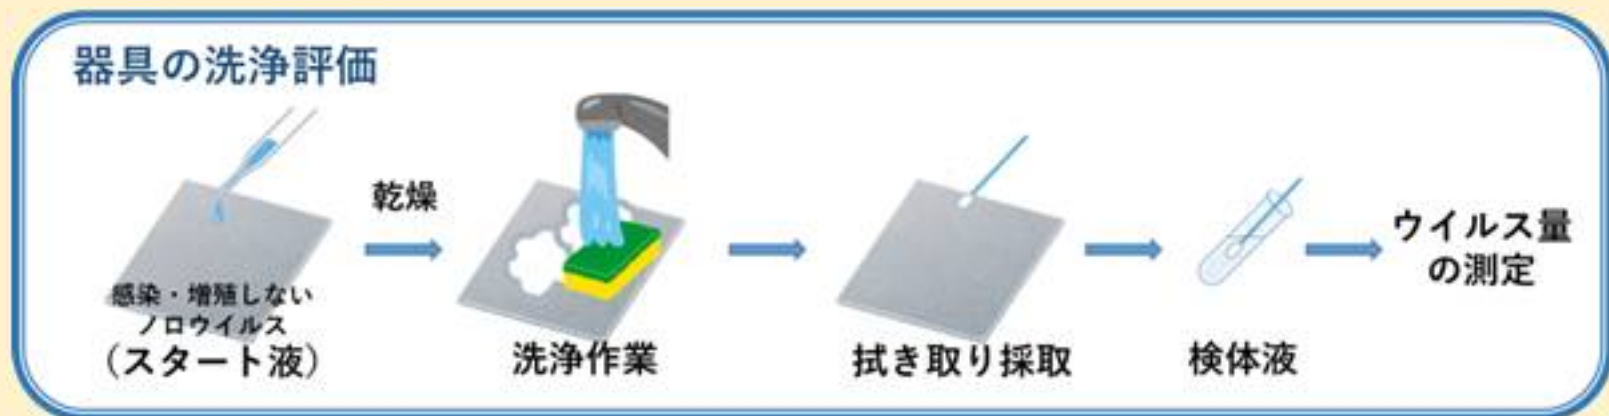 器具の洗浄評価
乾燥
感染・増殖しない
ノロウイルス
（スタート液）
洗浄作業
拭き取り採取
検体液
ウイルス量
の測定